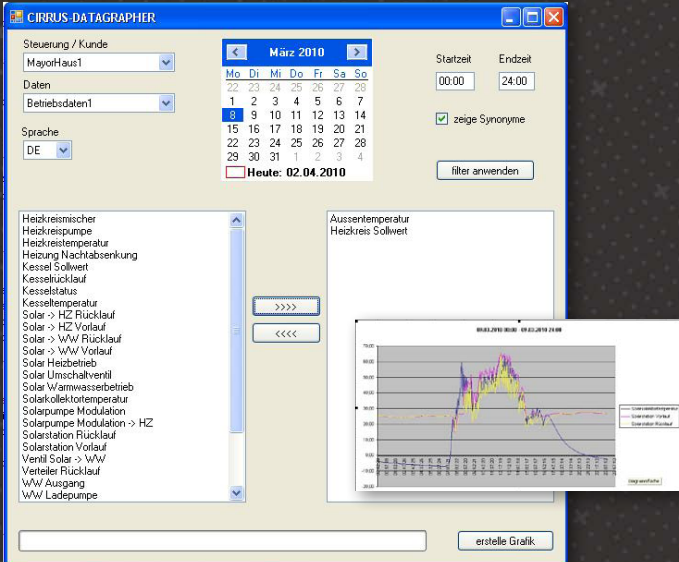 CIRRUS-DATAGRAPHER
Steuerung / Kunde
MayorHaus1
Daten
Betriebsdaten1
Sprache
DE
März 2010
Mo Di Mi Do Fr Sa So
22 23 24 25 26 27 28
1 2 3 4 5 6 7
8 9 10 11 12 13 14
15 16 17 18 19 20 21
22 23 24 25 26 27 28
29 30 31 1 2 3 4
Heute: 02.04.2010
Startzeit Endzeit
00:00 24:00
zeige Synonyme
filter anwenden
Heizkreismischer
Heizkreispumpe
Heizkreistemperatur
Heizung Nachtabsenkung
Kessel Sollwert
Kesselrücklauf
Kesselstatus
Kesseltemperatur
Solar -> HZ Rücklauf
Solar -> HZ Vorlauf
Solar -> WW Rücklauf
Solar -> WW Vorlauf
Solar Heizbetrieb
Solar Umschaltventil
Solar Warmwasserbetrieb
Solarkollektortemperatur
Solarpumpe Modulation
Solarpumpe Modulation -> HZ
Solarstation Rücklauf
Solarstation Vorlauf
Ventil Solar -> WW
Verteiler Rücklauf
WW Ausgang
WW Ladepumpe
>>>>
<<<<
Aussentemperatur
Heizkreis Sollwert
Solarstation Vorlauf
Solarstation Rücklauf
erstelle Grafik